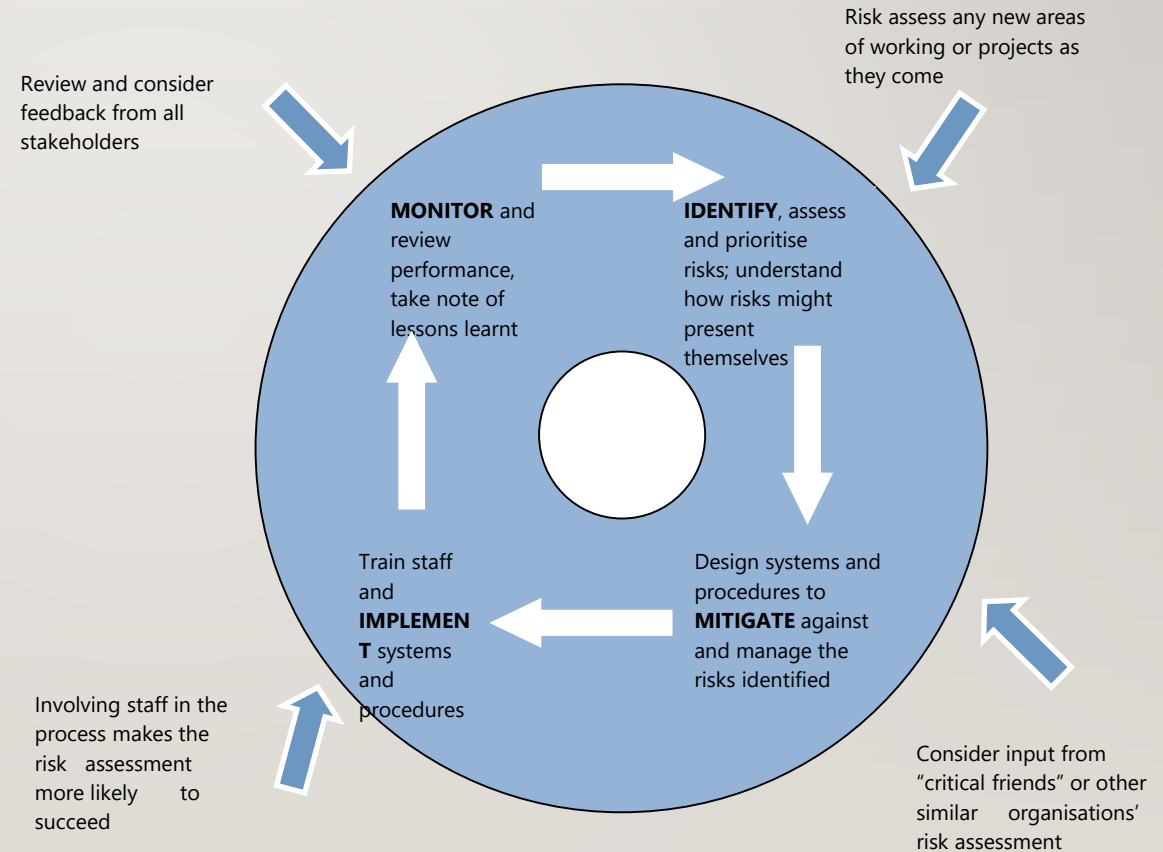 Risk assess any new areas
of working or projects as
they come
Review and consider
feedback from all
stakeholders
MONITOR and
review
performance,
take note of
lessons learnt
IDENTIFY, assess
and prioritise
risks; understand
how risks might
present
themselves
Train staff
and
IMPLEMEN
T systems
and
procedures
Design systems and
procedures to
MITIGATE against
and manage the
risks identified
Involving staff in the
process makes the
risk assessment
more likely to
succeed
Consider input from
“critical friends” or other
similar organisations’
risk assessment